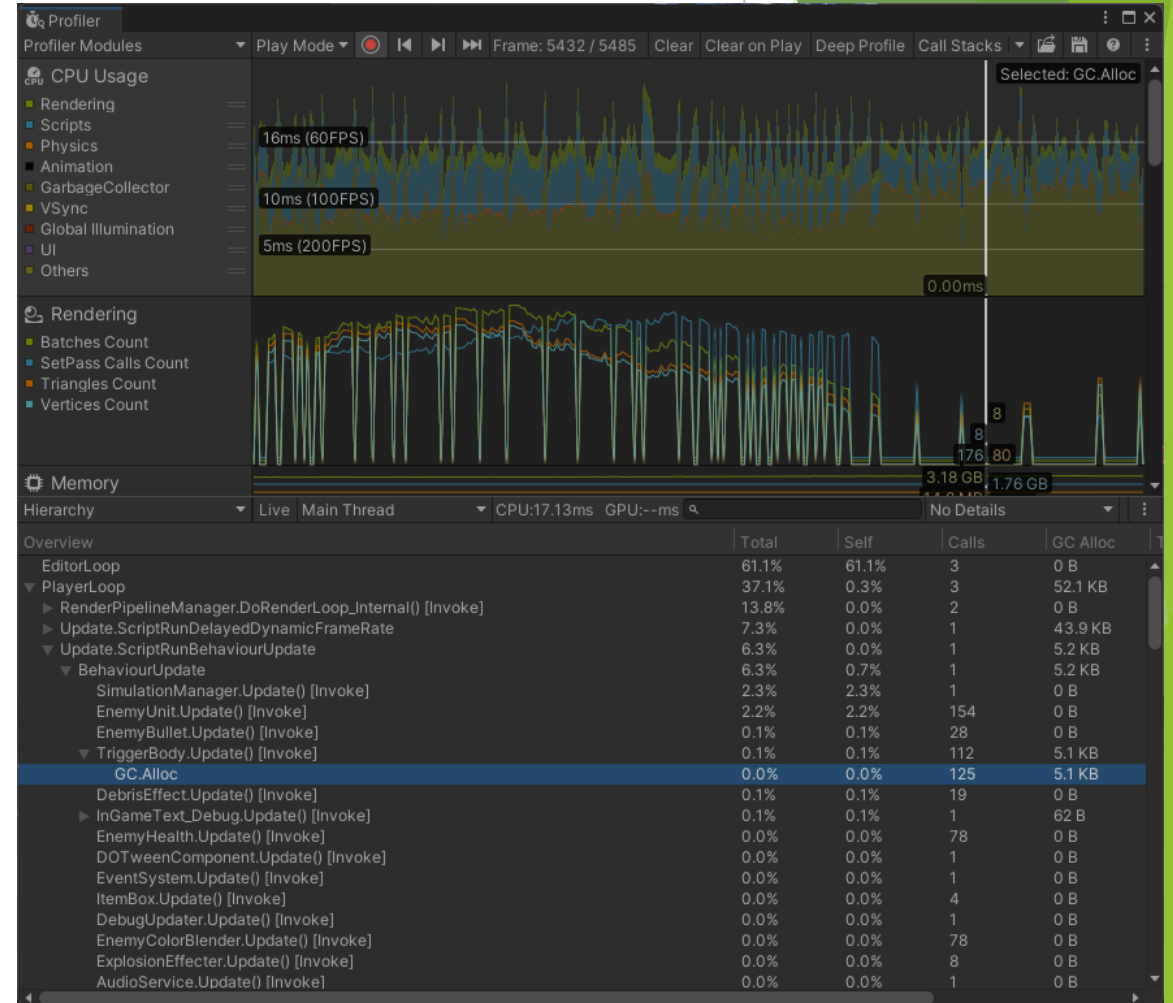 Profiler
Profiler Modules Play Mode Frame: 5432 / 5485 Clear Clear on Play Deep Profile Call Stacks
CPU Usage
Selected: GC.Alloc
Rendering
Scripts
Physics
Animation
GarbageCollector
VSync
Global Illumination
UI
Others
16ms (60FPS)
10ms (100FPS)
5ms (200FPS)
0.00ms
Rendering
Batches Count
SetPass Calls Count
Triangles Count
Vertices Count
8
8
176 80
Memory
3.18 GB 1.76 GB
Hierarchy Live Main Thread CPU:17.13ms GPU:--ms No Details
Overview Total Self Calls GC Alloc
EditorLoop 61.1% 61.1% 3 0 B
PlayerLoop 37.1% 0.3% 3 52.1 KB
RenderPipelineManager.DoRenderLoop_Internal() [Invoke] 13.8% 0.0% 2 0 B
Update.ScriptRunDelayedDynamicFrameRate 7.3% 0.0% 1 43.9 KB
Update.ScriptRunBehaviourUpdate 6.3% 0.0% 1 5.2 KB
BehaviourUpdate 6.3% 0.7% 1 5.2 KB
SimulationManager.Update() [Invoke] 2.3% 2.3% 1 0 B
EnemyUnit.Update() [Invoke] 2.2% 2.2% 154 0 B
EnemyBullet.Update() [Invoke] 0.1% 0.1% 28 0 B
TriggerBody.Update() [Invoke] 0.1% 0.1% 112 5.1 KB
GC.Alloc 0.0% 0.0% 125 5.1 KB
DebrisEffect.Update() [Invoke] 0.1% 0.1% 19 0 B
InGameText_Debug.Update() [Invoke] 0.1% 0.1% 1 62 B
EnemyHealth.Update() [Invoke] 0.0% 0.0% 78 0 B
DOTweenComponent.Update() [Invoke] 0.0% 0.0% 1 0 B
EventSystem.Update() [Invoke] 0.0% 0.0% 1 0 B
ItemBox.Update() [Invoke] 0.0% 0.0% 4 0 B
DebugUpdater.Update() [Invoke] 0.0% 0.0% 1 0 B
EnemyColorBlender.Update() [Invoke] 0.0% 0.0% 78 0 B
ExplosionEffecter.Update() [Invoke] 0.0% 0.0% 8 0 B
AudioService.Update() [Invoke] 0.0% 0.0% 1 0 B